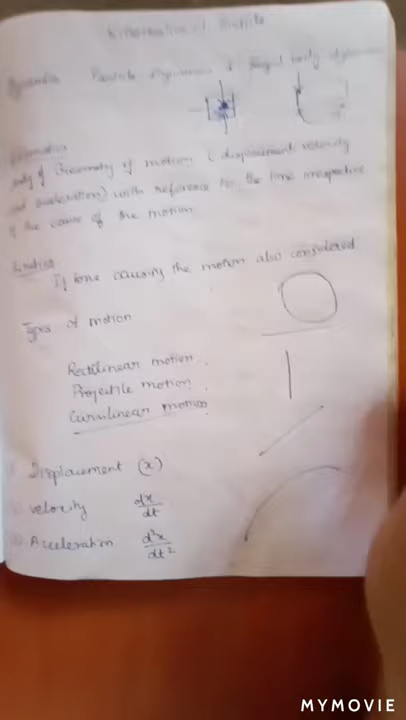 Kinematics of Particle
Dynamics Particle dynamics & Rigid body dynamics
of Geometry of motion (displacement, velocity
and acceleration) with reference to the time irrespective
of the cause of the motion
Kinetics
If force causing the motion also considered
Types of motion
Rectilinear motion.
Projectile motion.
Curvilinear motion
Displacement (x)
Velocity dx/dt
Acceleration d²x/dt²
MYMOVIE